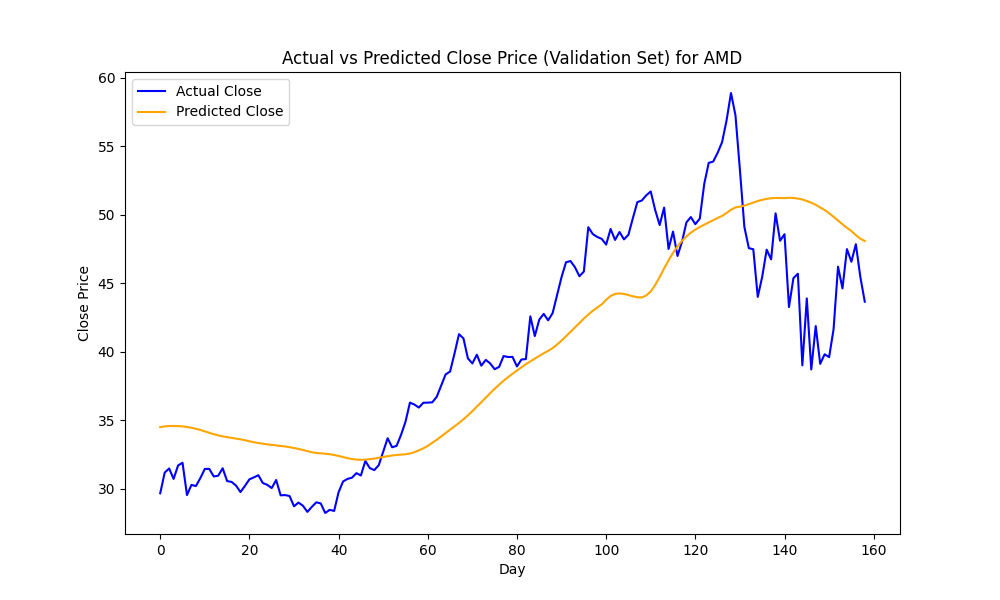 Actual vs Predicted Close Price (Validation Set) for AMD
Actual Close
Predicted Close
Close Price
60
55
50
45
40
35
30
0 20 40 60 80 100 120 140 160
Day